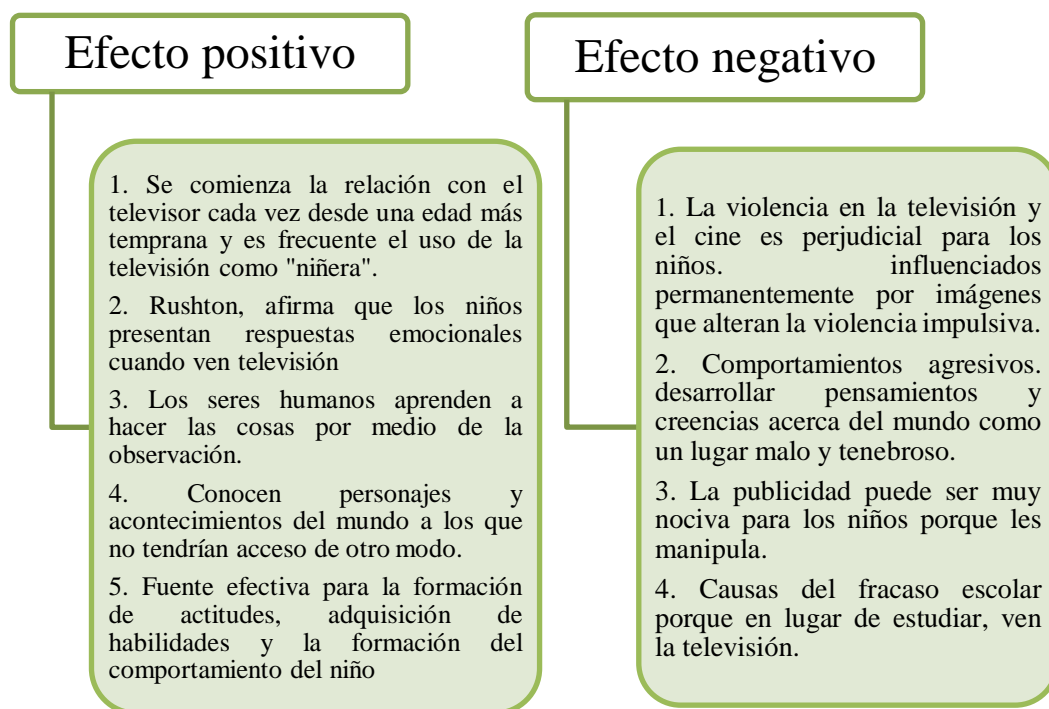 Efecto positivo
1. Se comienza la relación con el
televisor cada vez desde una edad más
temprana y es frecuente el uso de la
televisión como "niñera".
2. Rushton, afirma que los niños
presentan respuestas emocionales
cuando ven televisión
3. Los seres humanos aprenden a
hacer las cosas por medio de la
observación.
4. Conocen personajes y
acontecimientos del mundo a los que
no tendrían acceso de otro modo.
5. Fuente efectiva para la formación
de actitudes, adquisición de
habilidades y la formación del
comportamiento del niño
Efecto negativo
1. La violencia en la televisión y
el cine es perjudicial para los
niños. influenciados
permanentemente por imágenes
que alteran la violencia impulsiva.
2. Comportamientos agresivos.
desarrollar pensamientos y
creencias acerca del mundo como
un lugar malo y tenebroso.
3. La publicidad puede ser muy
nociva para los niños porque les
manipula.
4. Causas del fracaso escolar
porque en lugar de estudiar, ven
la televisión.